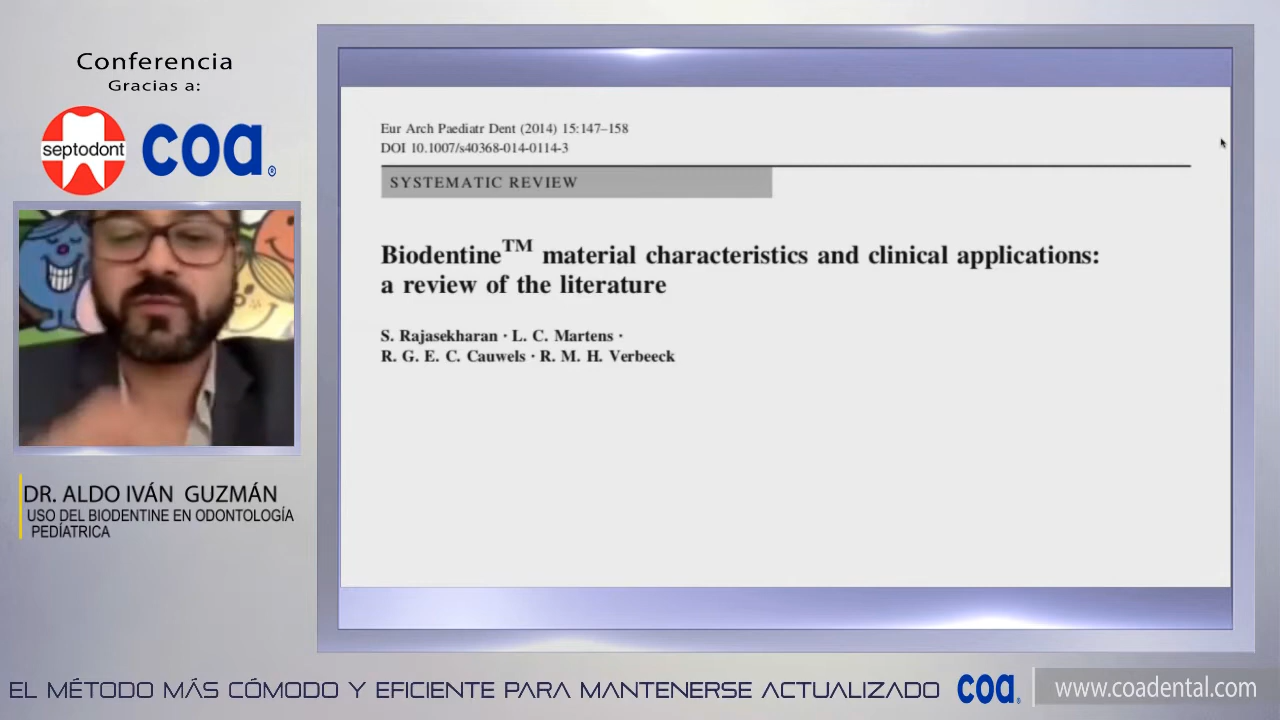 Conferencia
Gracias a:
septodont
coa®
DR. ALDO IVÁN GUZMÁN
USO DEL BIODENTINE EN ODONTOLOGÍA
PEDÍATRICA
Eur Arch Paediatr Dent (2014) 15:147–158
DOI 10.1007/s40368-014-0114-3
SYSTEMATIC REVIEW
Biodentine™ material characteristics and clinical applications:
a review of the literature
S. Rajasekharan · L. C. Martens ·
R. G. E. C. Cauwels · R. M. H. Verbeeck
EL MÉTODO MÁS CÓMODO Y EFICIENTE PARA MANTENERSE ACTUALIZADO
coa®
www.coadental.com